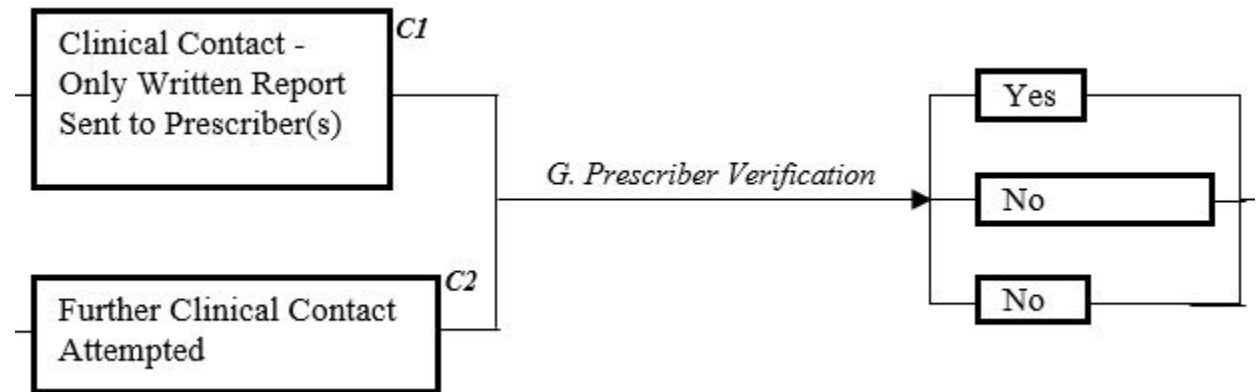 Clinical Contact -
Only Written Report
Sent to Prescriber(s)
C1
G. Prescriber Verification
Yes
No
No
C2
Further Clinical Contact
Attempted